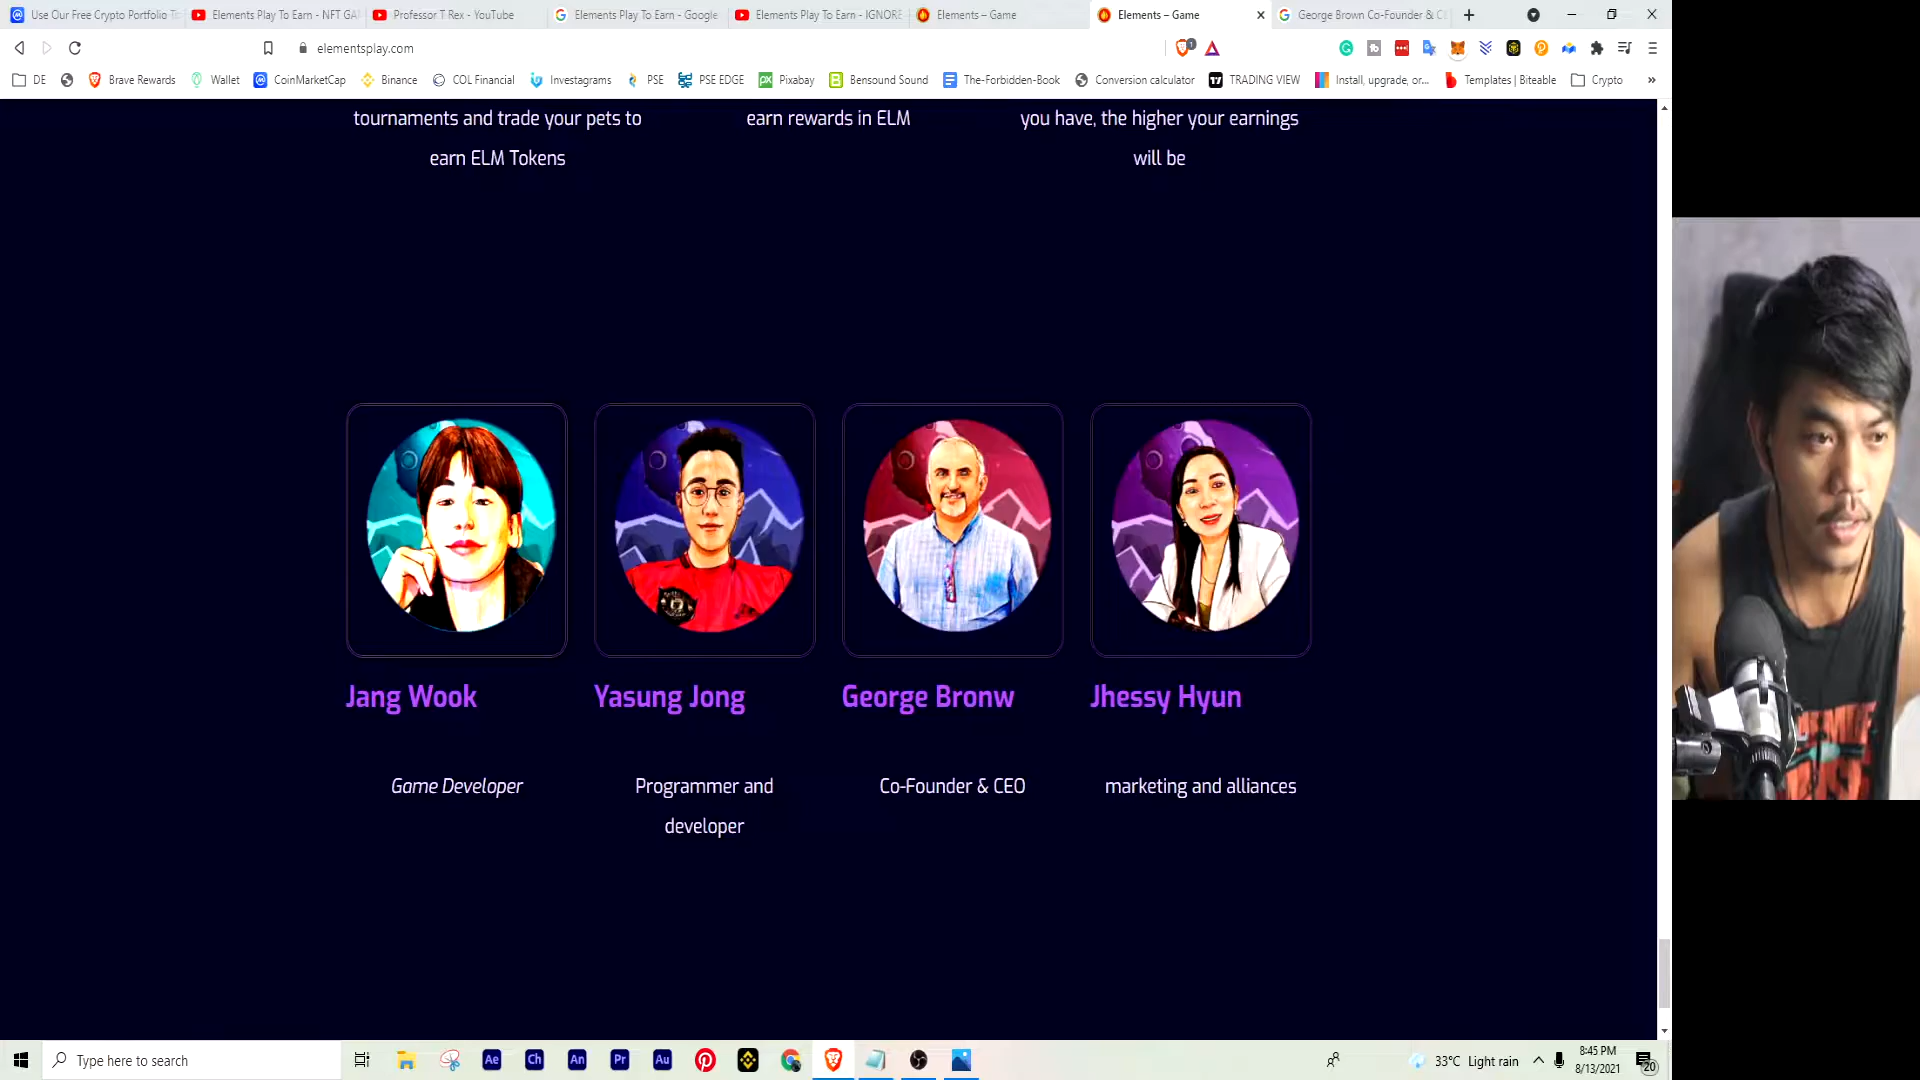 Use Our Free Crypto Portfolio
Elements Play To Earn - NFT GA
Professor T Rex - YouTube
Elements Play To Earn - Google
Elements Play To Earn - IGNORE
Elements – Game
Elements – Game
George Brown Co-Founder &
elementsplay.com
DE
Brave Rewards
Wallet
CoinMarketCap
Binance
COL Financial
Investagrams
PSE
PSE EDGE
Pixabay
Bensound Sound
The-Forbidden-Book
Conversion calculator
TRADING VIEW
Install, upgrade, or...
Templates | Biteable
Crypto
»
tournaments and trade your pets to
earn ELM Tokens
earn rewards in ELM
you have, the higher your earnings
will be
Jang Wook
Game Developer
Yasung Jong
Programmer and
developer
George Bronw
Co-Founder & CEO
Jhessy Hyun
marketing and alliances
Type here to search
Ae
Ch
An
Pr
Au
33°C Light rain
8:45 PM
8/13/2021
20